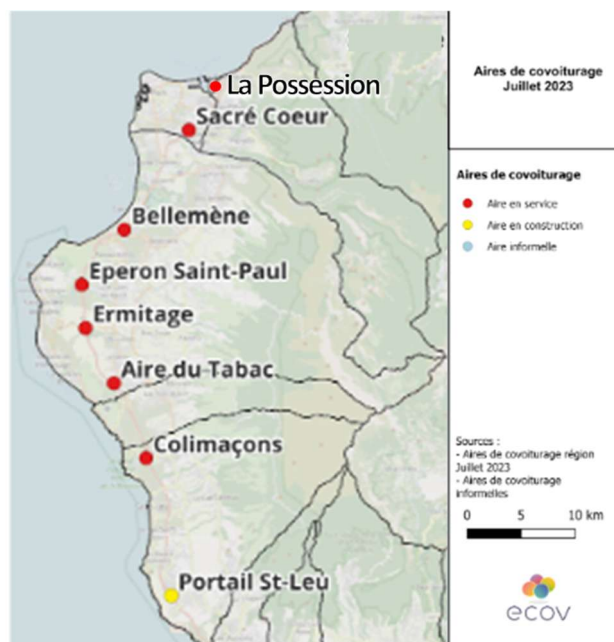 Aires de covoiturage
Juillet 2023
La Possession
Sacré Coeur
Bellemène
Eperon Saint-Paul
Ermitage
Aire du Tabac
Colimaçons
Portail St-Leu
Aires de covoiturage
Aire en service
Aire en construction
Aire informelle
Sources :
- Aires de covoiturage région
Juillet 2023
- Aires de covoiturage
informelles
0 5 10 km
ecov